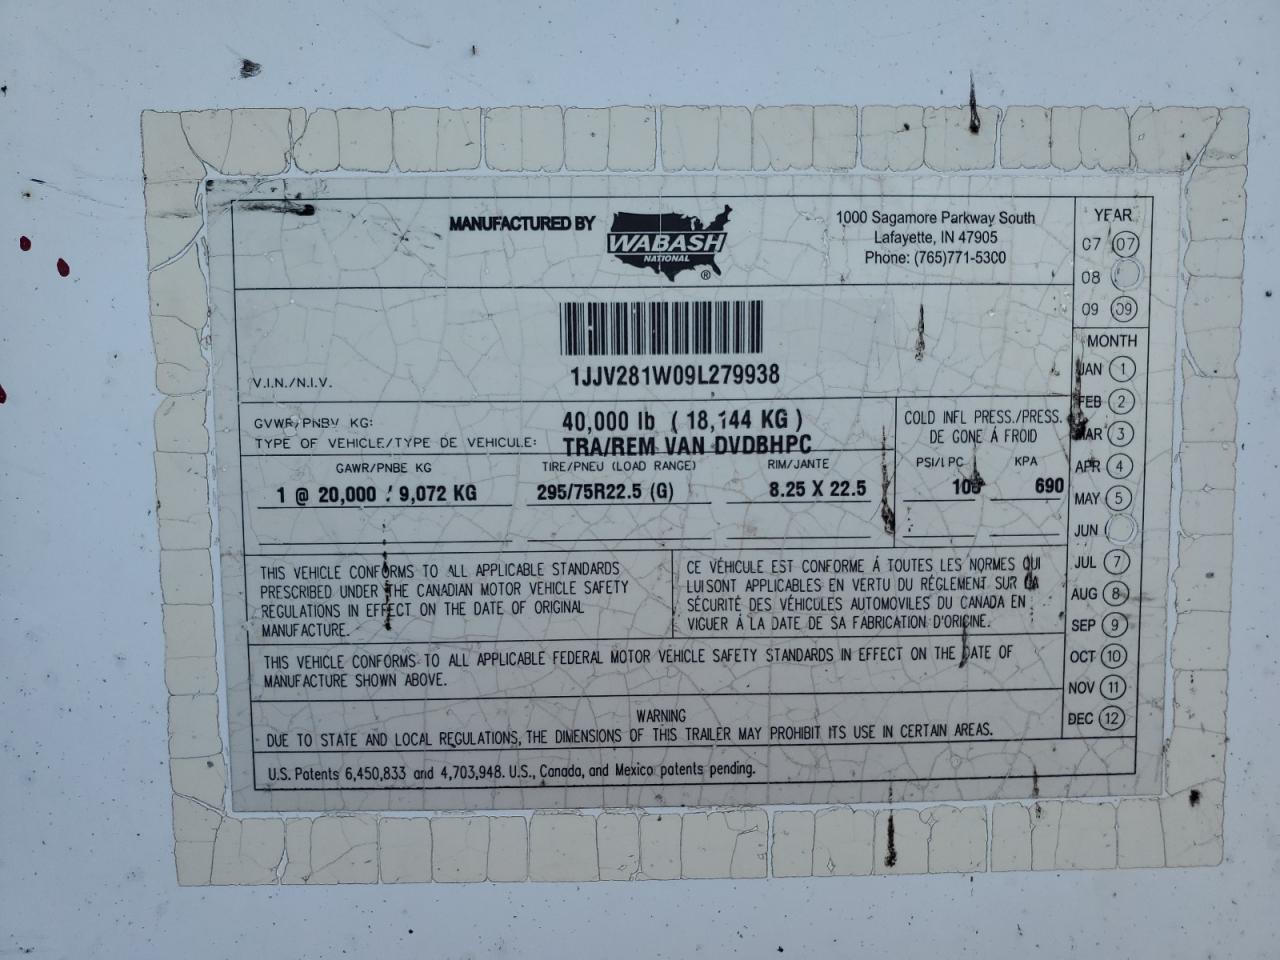 MANUFACTURED BY
WABASH
NATIONAL
®
1000 Sagamore Parkway South
Lafayette, IN 47905
Phone: (765)771-5300
YEAR
07 07
08
09 09
V.I.N./N.I.V.
1JJV281W09L279938
MONTH
JAN 1
FEB 2
MAR 3
APR 4
MAY 5
JUN
JUL 7
AUG 8
SEP 9
OCT 10
NOV 11
DEC 12
GVWR/PNBV KG: 40,000 lb ( 18,144 KG )
TYPE OF VEHICLE/TYPE DE VEHICULE: TRA/REM VAN DVDBHPC
COLD INFL PRESS./PRESS.
DE GONE Á FROID
GAWR/PNBE KG TIRE/PNEU (LOAD RANGE) RIM/JANTE PSI/LPC KPA
1 @ 20,000 / 9,072 KG 295/75R22.5 (G) 8.25 X 22.5 690
THIS VEHICLE CONFORMS TO ALL APPLICABLE STANDARDS
PRESCRIBED UNDER THE CANADIAN MOTOR VEHICLE SAFETY
REGULATIONS IN EFFECT ON THE DATE OF ORIGINAL
MANUFACTURE.
CE VÉHICULE EST CONFORME Á TOUTES LES NORMES QUI
LUISONT APPLICABLES EN VERTU DU RÉGLEMENT SUR LA
SÉCURITÉ DES VÉHICULES AUTOMOVILES DU CANADA EN
VIGUER Á LA DATE DE SA FABRICATION D'ORIGINE.
THIS VEHICLE CONFORMS TO ALL APPLICABLE FEDERAL MOTOR VEHICLE SAFETY STANDARDS IN EFFECT ON THE DATE OF
MANUFACTURE SHOWN ABOVE.
WARNING
DUE TO STATE AND LOCAL REGULATIONS, THE DIMENSIONS OF THIS TRAILER MAY PROHIBIT ITS USE IN CERTAIN AREAS.
U.S. Patents 6,450,833 and 4,703,948. U.S., Canada, and Mexico patents pending.